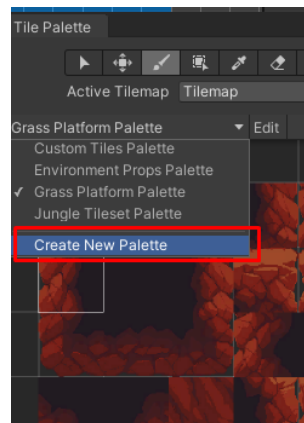 Tile Palette
Active Tilemap Tilemap
Grass Platform Palette Edit
Custom Tiles Palette
Environment Props Palette
Grass Platform Palette
Jungle Tileset Palette
Create New Palette